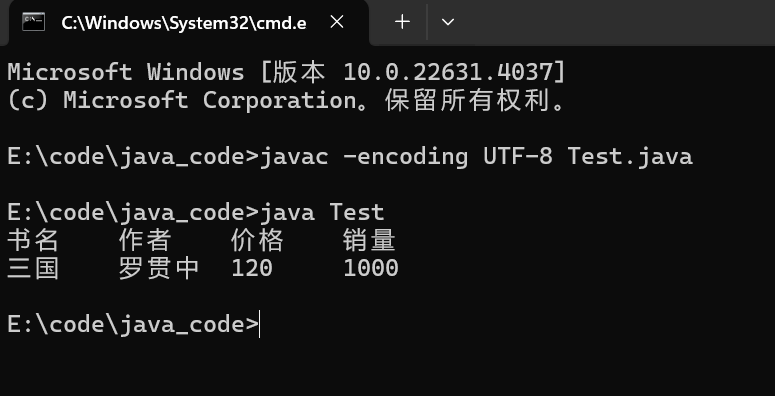 C:\Windows\System32\cmd.e
Microsoft Windows [版本 10.0.22631.4037]
(c) Microsoft Corporation。保留所有权利。
E:\code\java_code>javac -encoding UTF-8 Test.java
E:\code\java_code>java Test
书名 作者 价格 销量
三国 罗贯中 120 1000
E:\code\java_code>